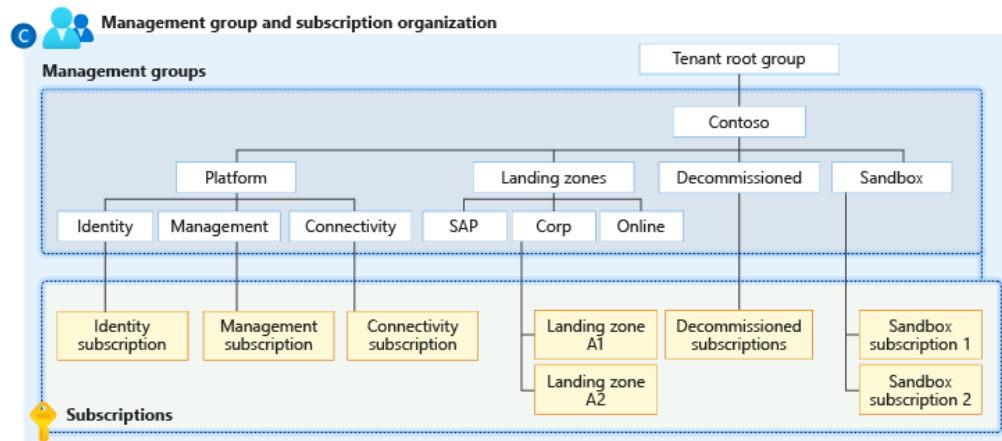 C
Management group and subscription organization
Management groups
Tenant root group
Contoso
Platform
Landing zones
Decommissioned
Sandbox
Identity
Management
Connectivity
SAP
Corp
Online
Identity
subscription
Management
subscription
Connectivity
subscription
Landing zone
A1
Decommissioned
subscriptions
Sandbox
subscription 1
Landing zone
A2
Sandbox
subscription 2
Subscriptions